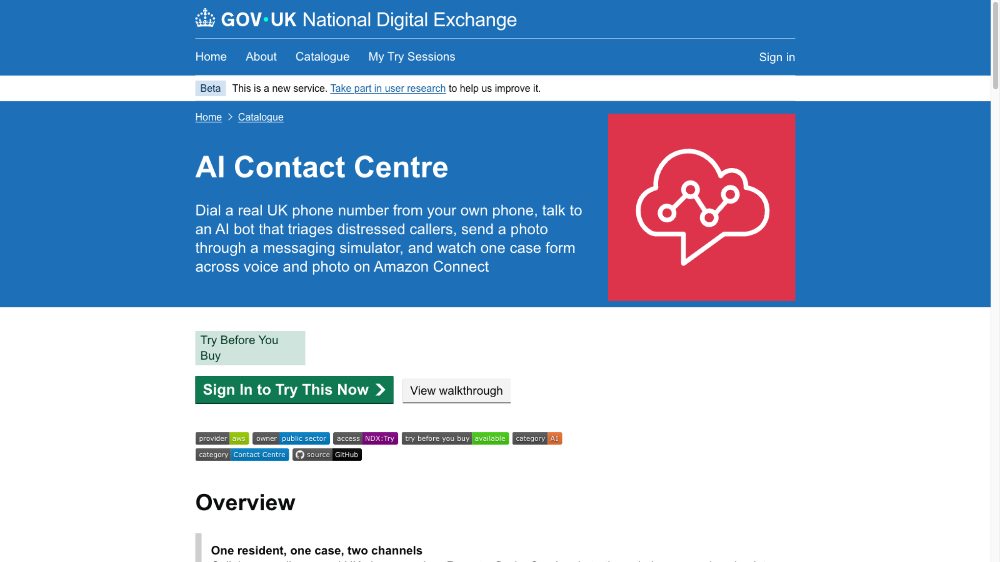 GOV·UK National Digital Exchange
Home About Catalogue My Try Sessions Sign in
Beta This is a new service. Take part in user research to help us improve it.
Home > Catalogue
AI Contact Centre
Dial a real UK phone number from your own phone, talk to
an AI bot that triages distressed callers, send a photo
through a messaging simulator, and watch one case form
across voice and photo on Amazon Connect
Try Before You
Buy
Sign In to Try This Now
View walkthrough
provider aws owner public sector access NDX:Try try before you buy available category AI
category Contact Centre source GitHub
Overview
One resident, one case, two channels